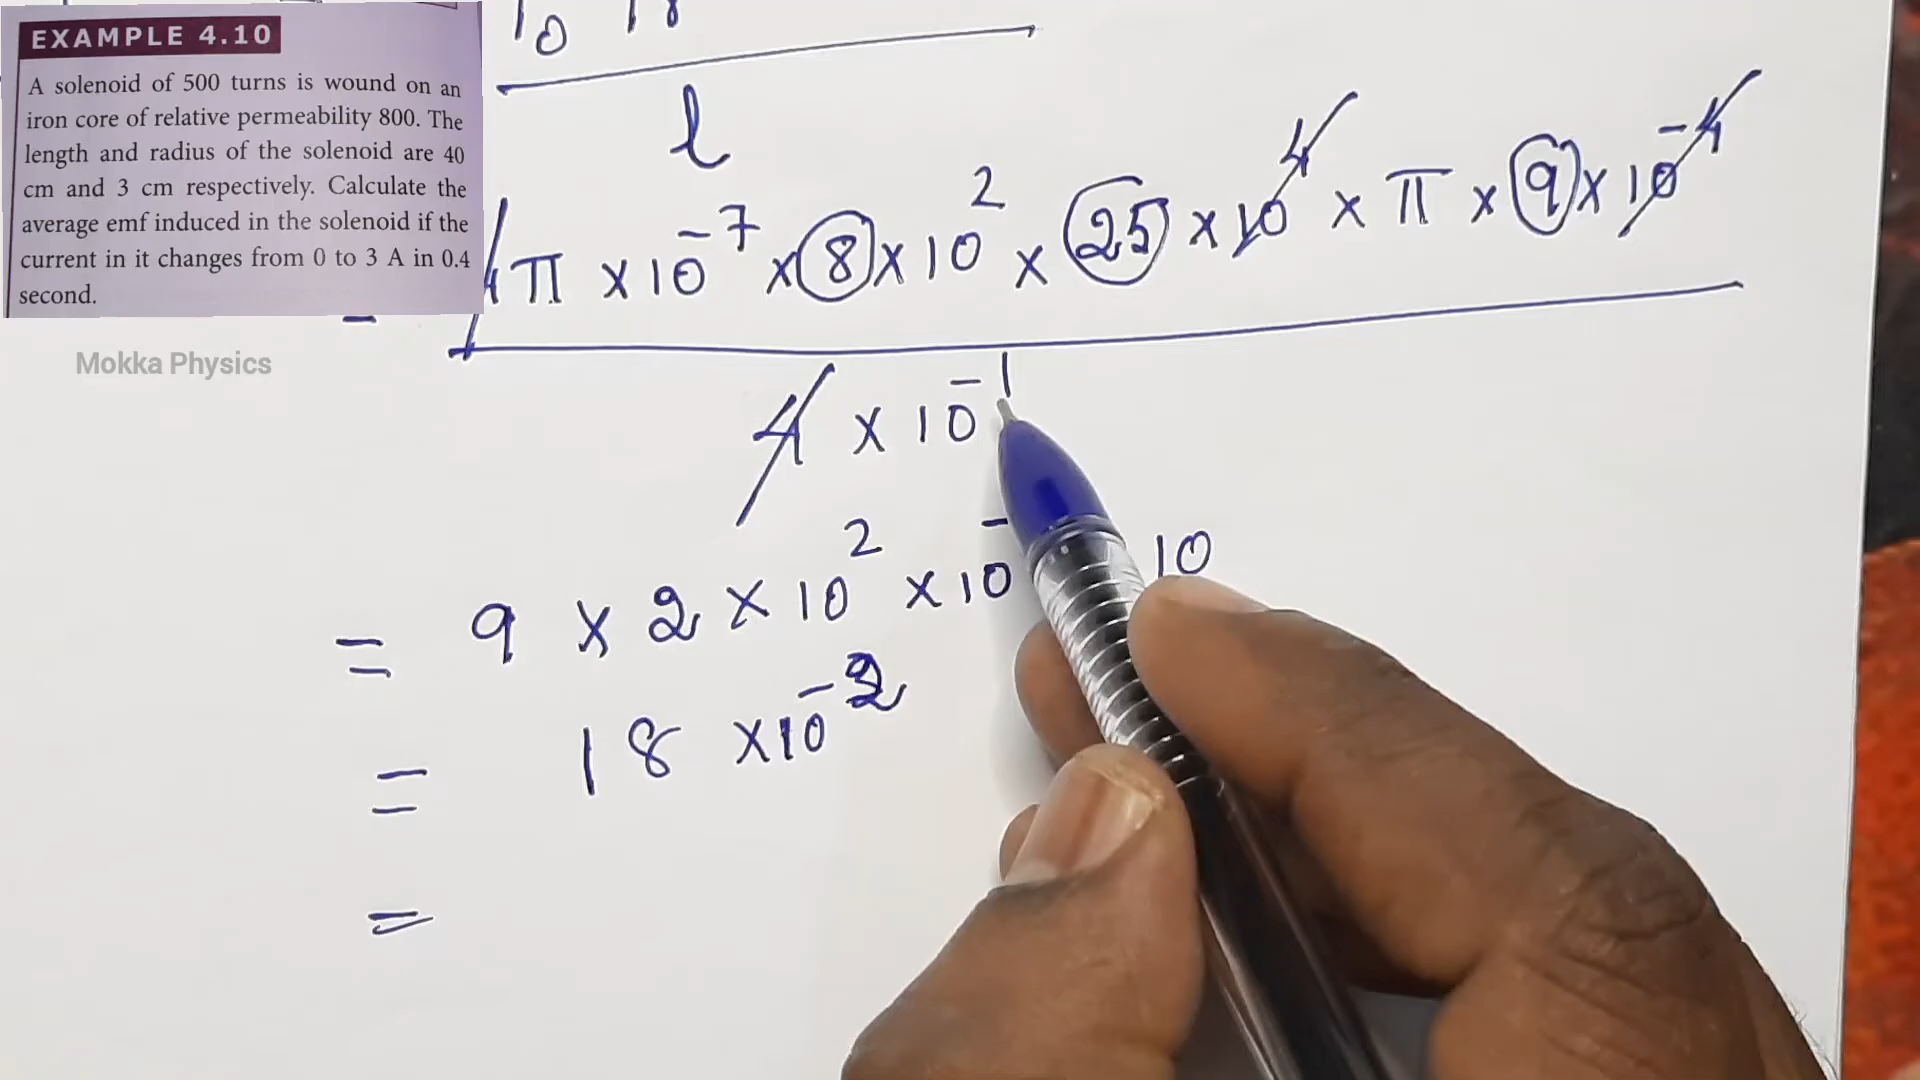 EXAMPLE 4.10
A solenoid of 500 turns is wound on an
iron core of relative permeability 800. The
length and radius of the solenoid are 40
cm and 3 cm respectively. Calculate the
average emf induced in the solenoid if the
current in it changes from 0 to 3 A in 0.4
second.
Mokka Physics
l
= 4π × 10⁻⁷ × 8 × 10² × 25 × 10⁴ × π × 9 × 10⁻⁴
4 × 10⁻¹
= 9 × 2 × 10² × 10⁻ 10
= 18 × 10⁻²
=